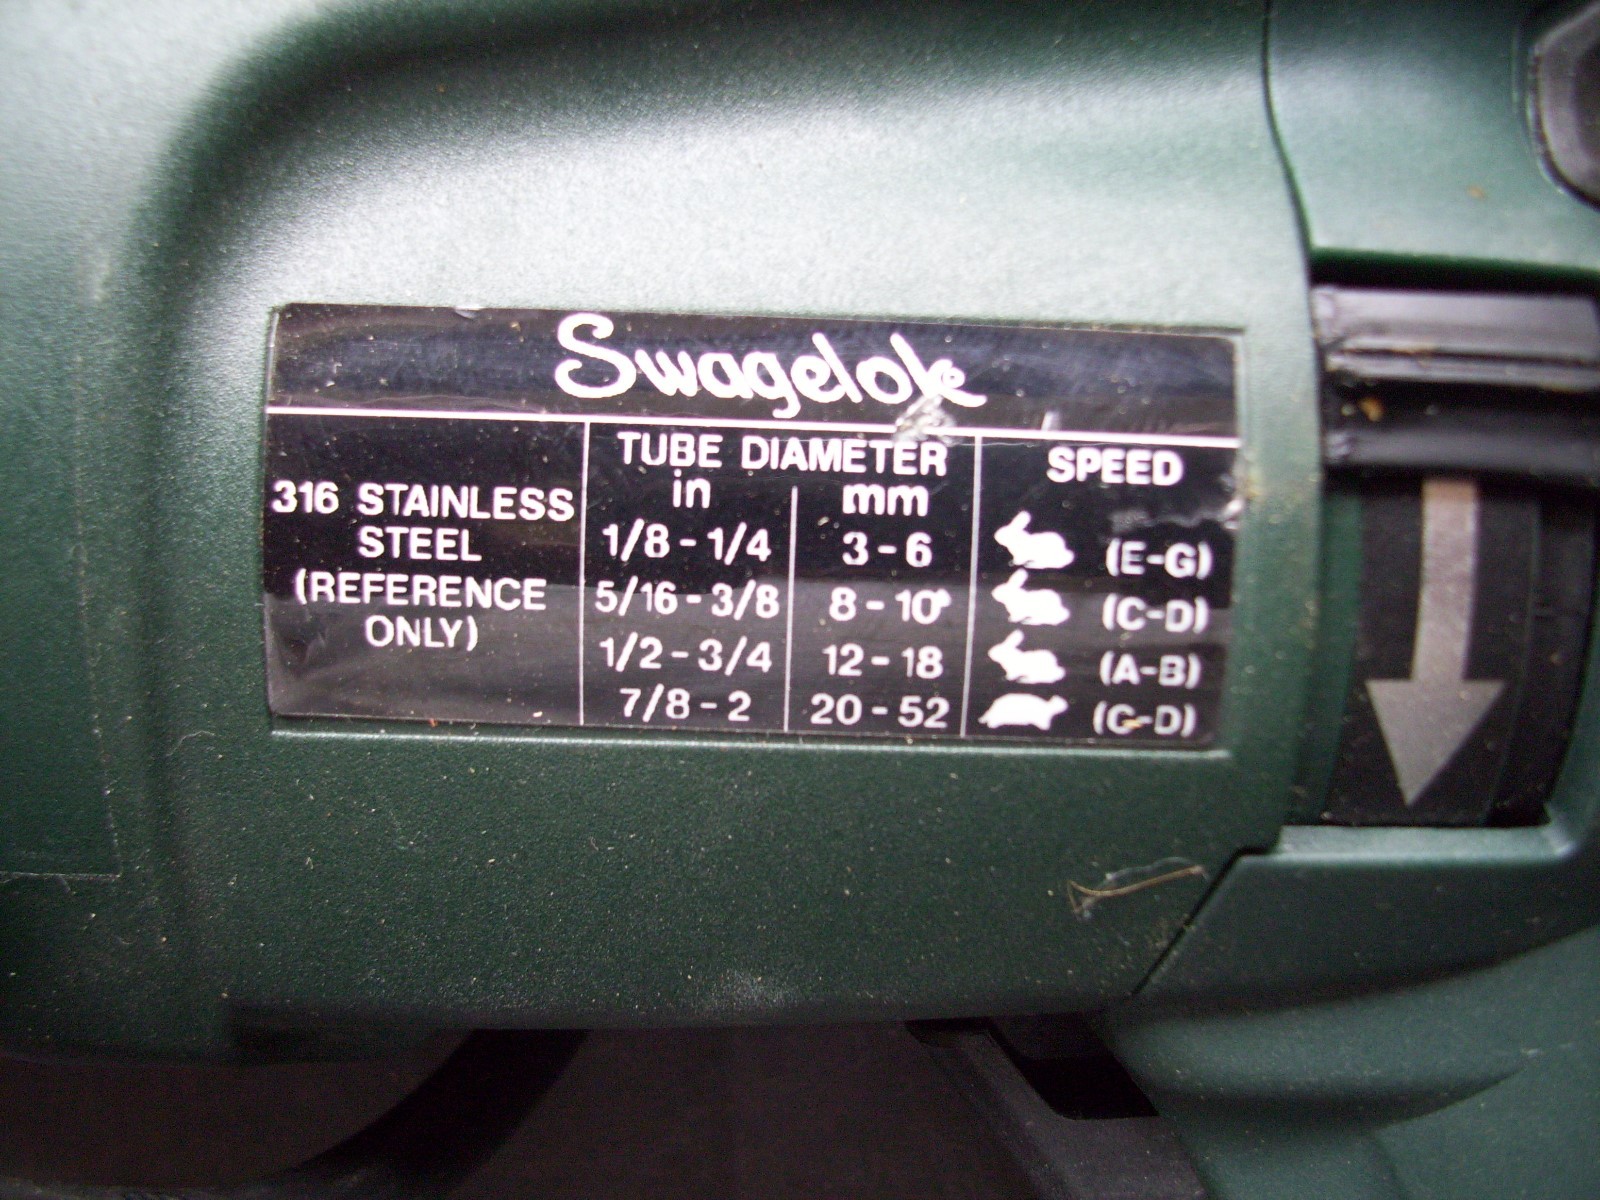 Swagelok
316 STAINLESS
STEEL
(REFERENCE
ONLY)
TUBE DIAMETER SPEED
in mm
1/8 - 1/4 3 - 6 (E-G)
5/16 - 3/8 8 - 10 (C-D)
1/2 - 3/4 12 - 18 (A-B)
7/8 - 2 20 - 52 (C-D)